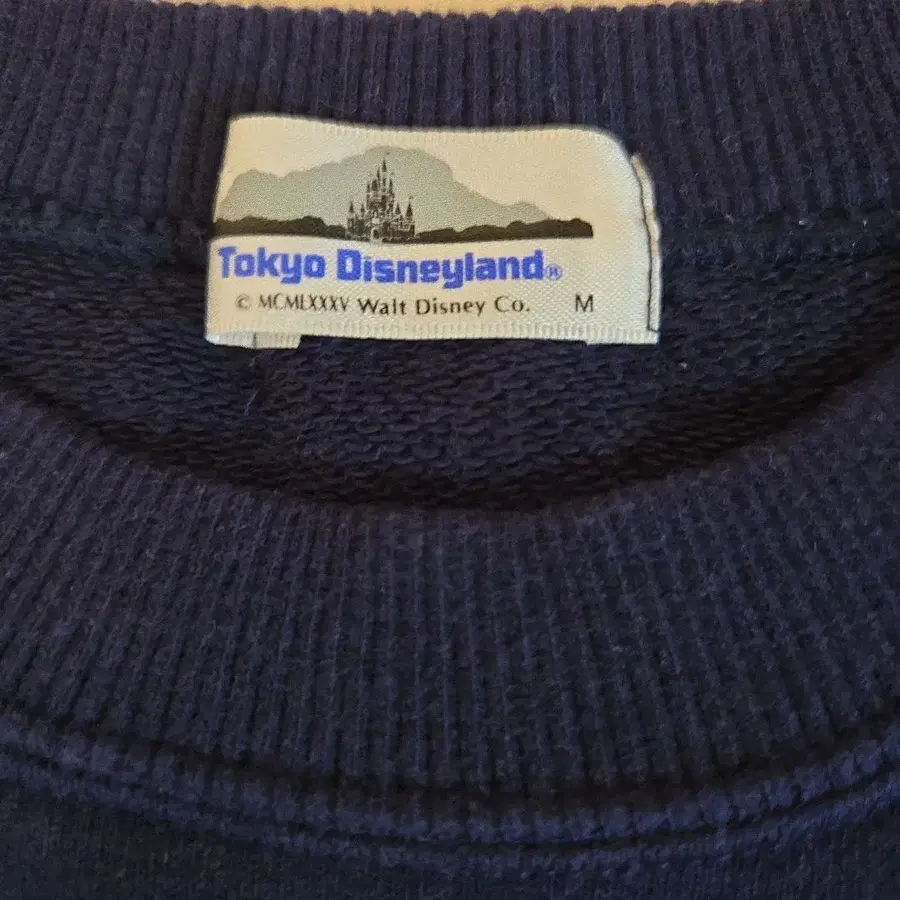 Tokyo Disneyland®
© MCMLXXXV Walt Disney Co. M